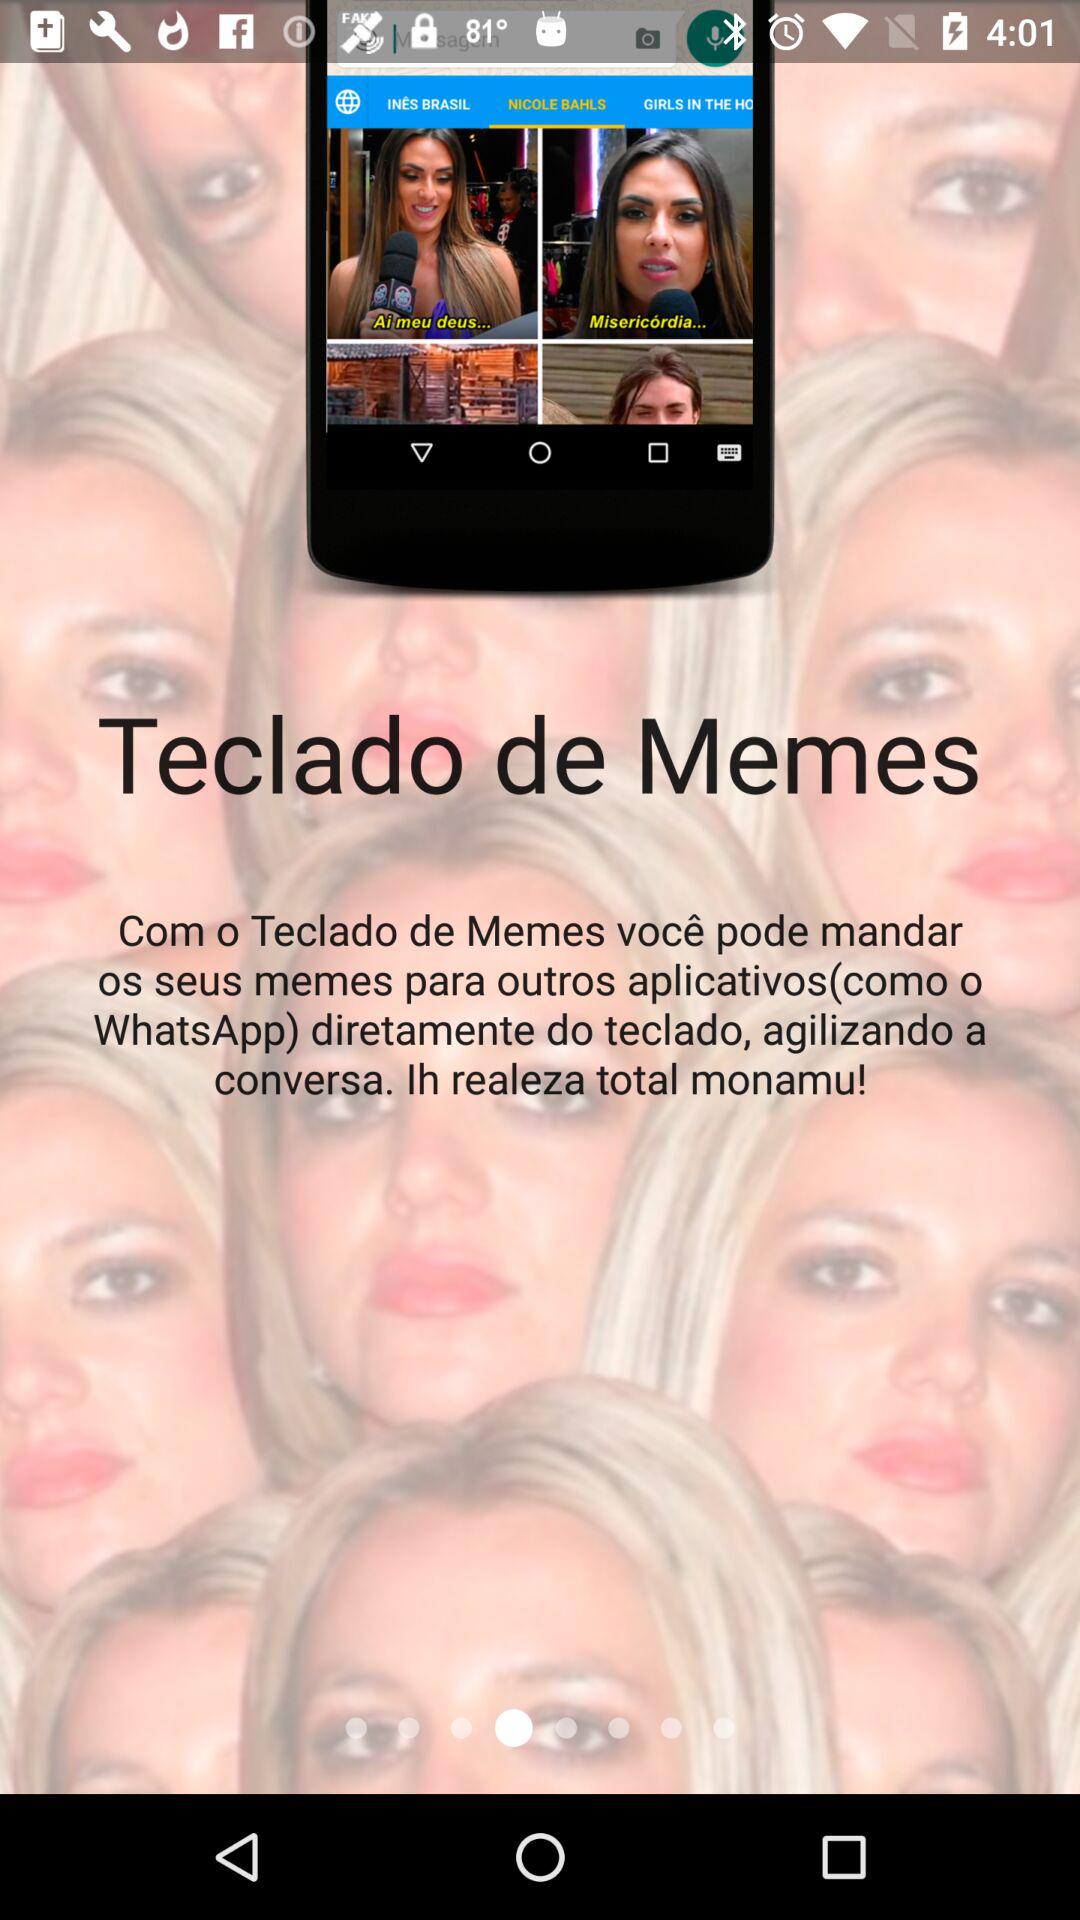 FAKE 81° 4:01
Mensagem
INÊS BRASIL NICOLE BAHLS GIRLS IN THE HO
Ai meu deus... Misericórdia...
Teclado de Memes
Com o Teclado de Memes você pode mandar
os seus memes para outros aplicativos(como o
WhatsApp) diretamente do teclado, agilizando a
conversa. Ih realeza total monamu!